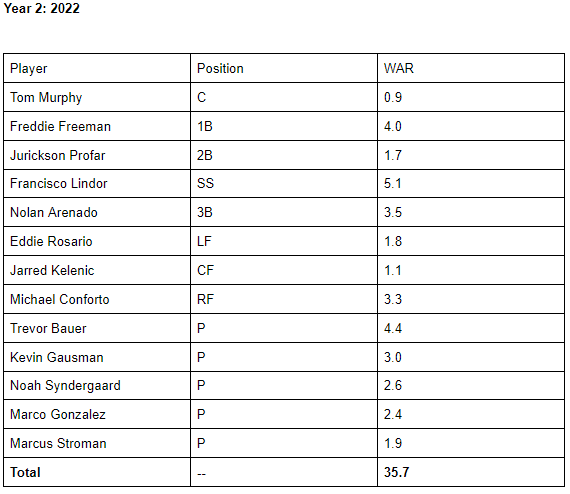 Year 2: 2022
Player Position WAR
Tom Murphy C 0.9
Freddie Freeman 1B 4.0
Jurickson Profar 2B 1.7
Francisco Lindor SS 5.1
Nolan Arenado 3B 3.5
Eddie Rosario LF 1.8
Jarred Kelenic CF 1.1
Michael Conforto RF 3.3
Trevor Bauer P 4.4
Kevin Gausman P 3.0
Noah Syndergaard P 2.6
Marco Gonzalez P 2.4
Marcus Stroman P 1.9
Total -- 35.7